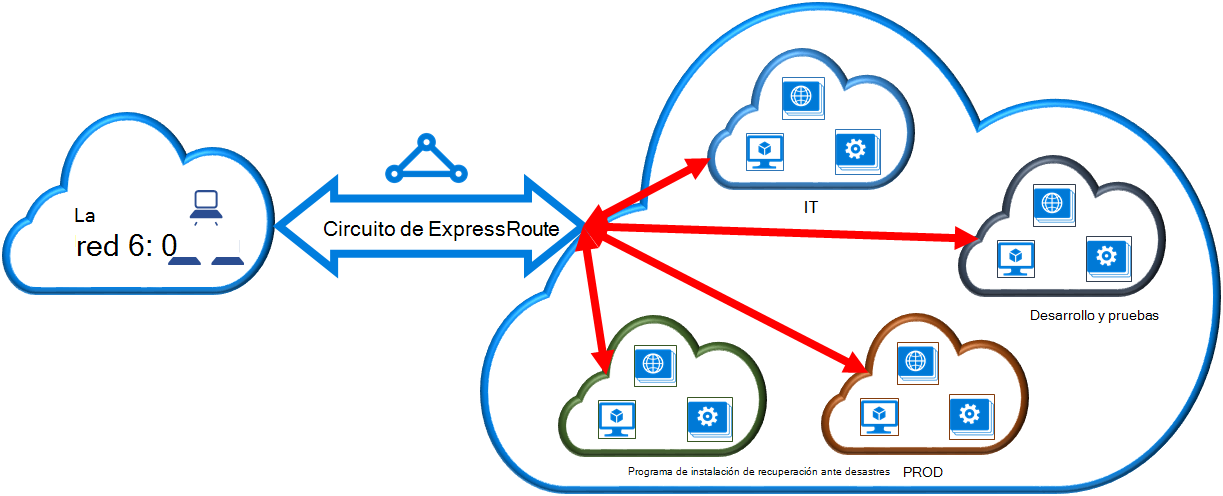 La
red 6: 0
Circuito de ExpressRoute
IT
Desarrollo y pruebas
Programa de instalación de recuperación ante desastres
PROD